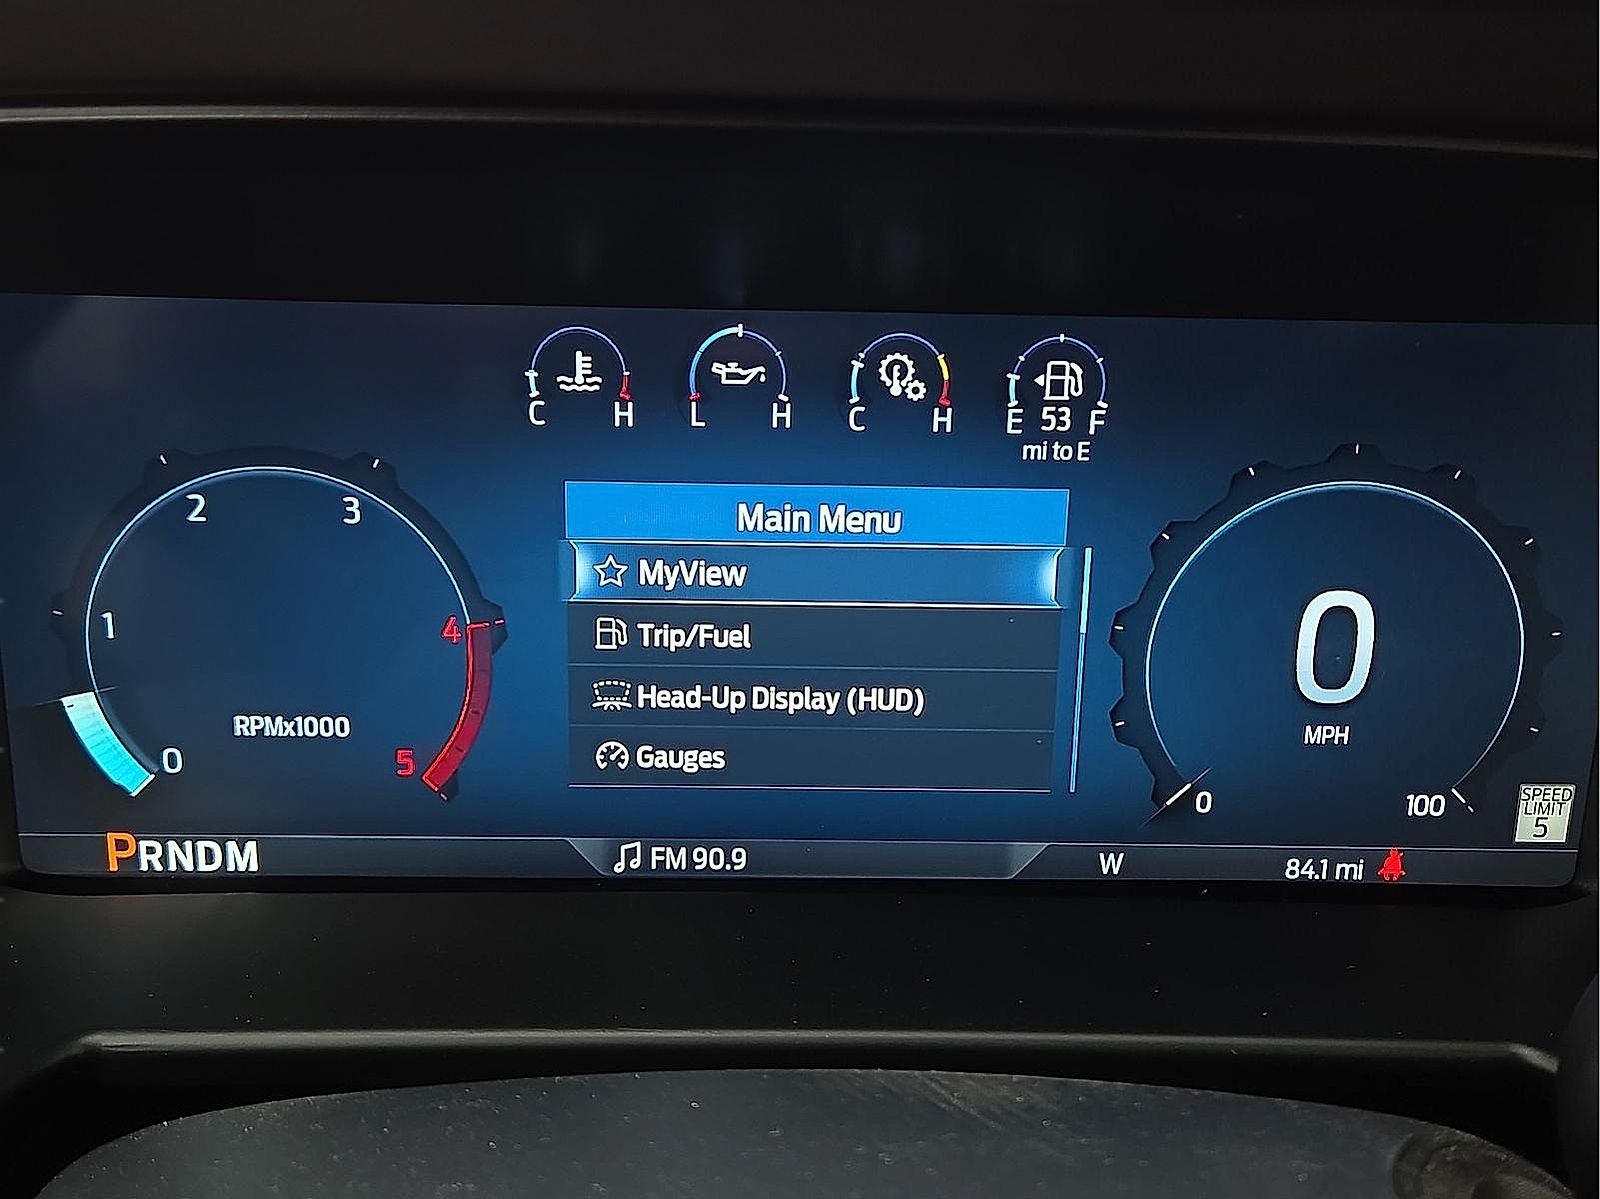 C H
L H
C H
E 53 F
mi to E
Main Menu
MyView
Trip/Fuel
Head-Up Display (HUD)
Gauges
0
1
2
3
4
5
RPMx1000
0
MPH
0
100
SPEED
LIMIT
5
PRNDM
FM 90.9
W
84.1 mi